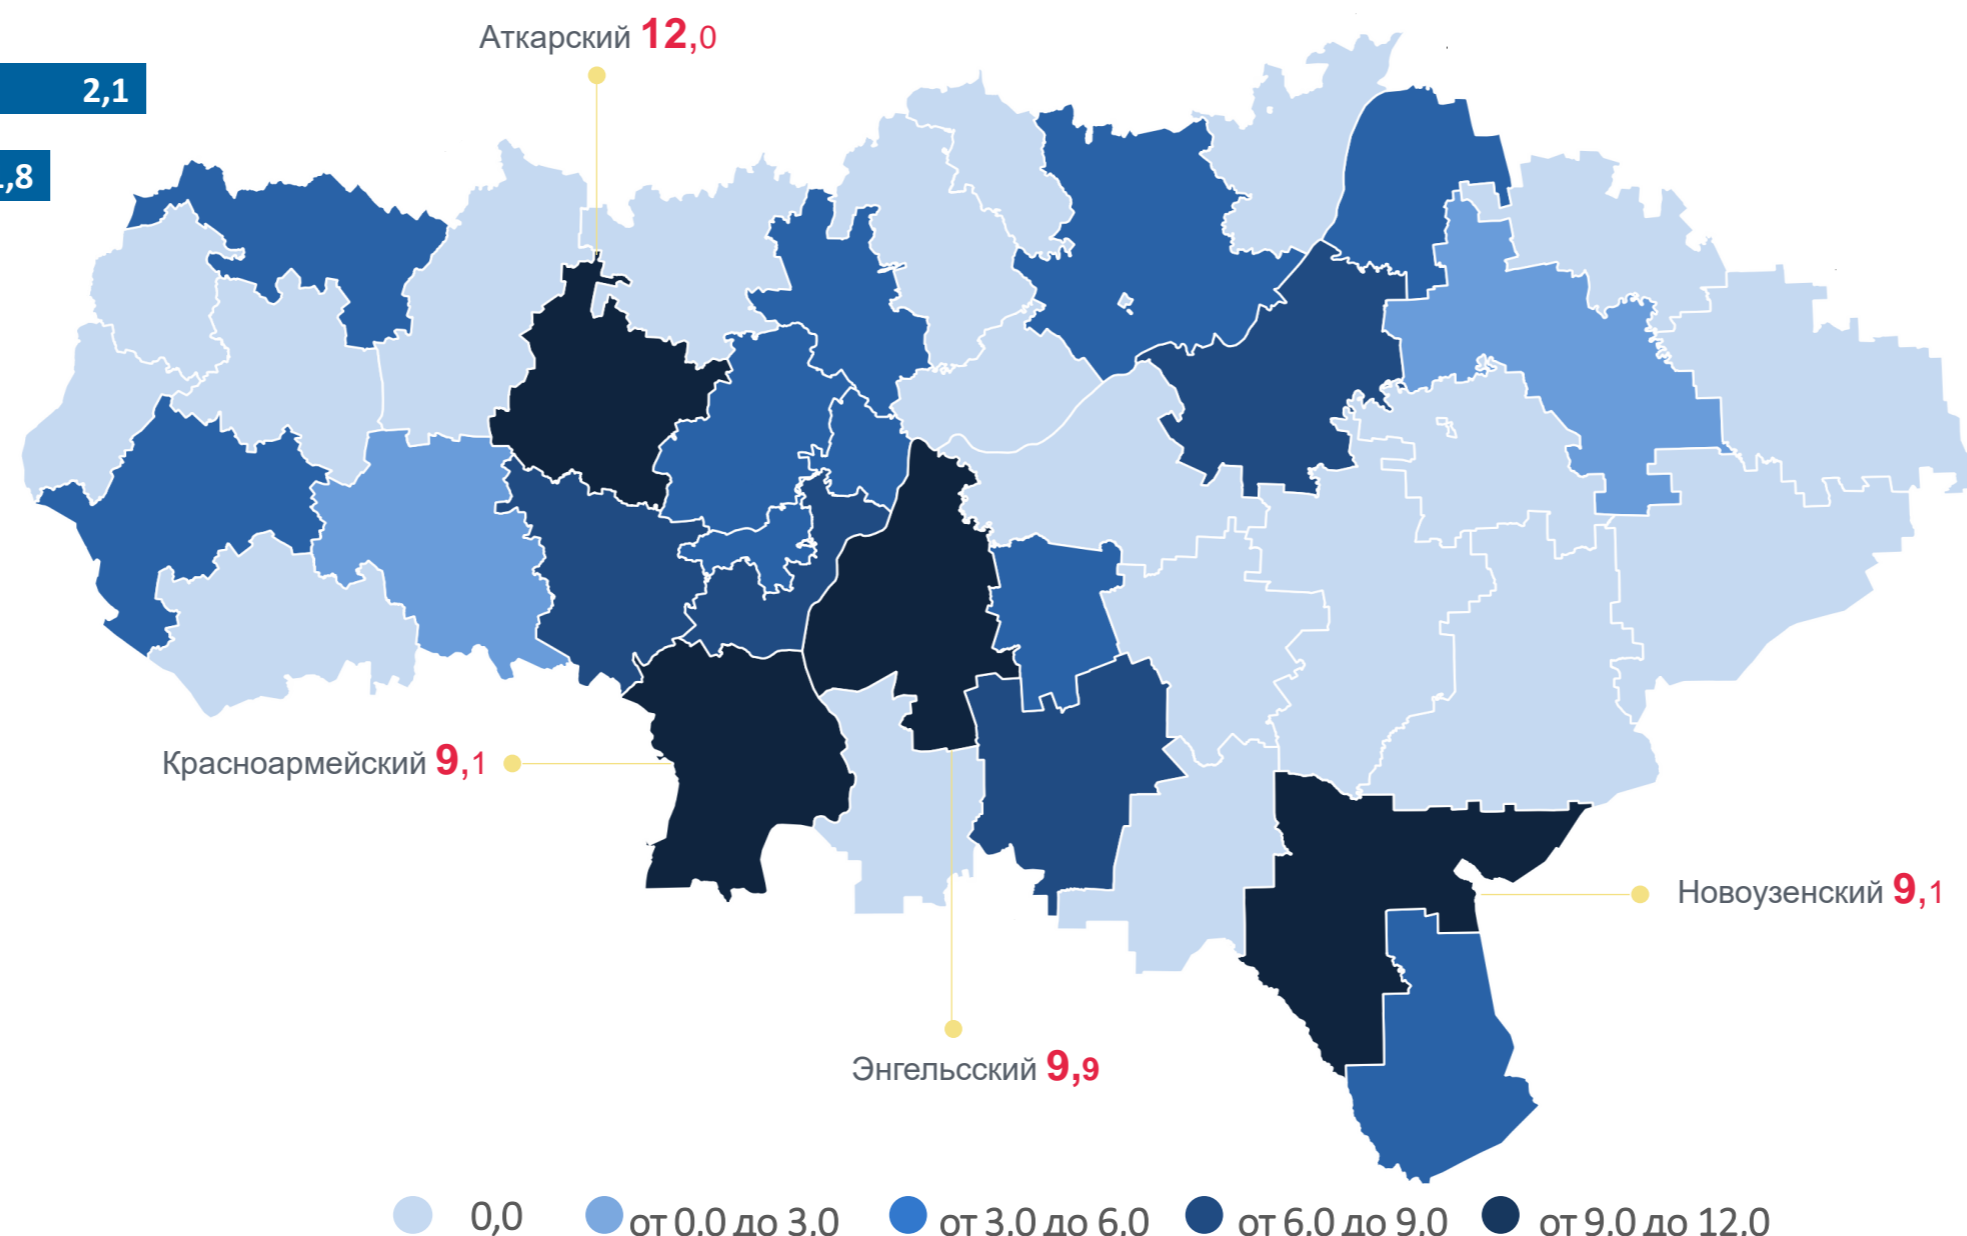 Аткарский 12,0
2,1
,8
Красноармейский 9,1
Новоузенский 9,1
Энгельсский 9,9
0,0
от 0,0 до 3,0
от 3,0 до 6,0
от 6,0 до 9,0
от 9,0 до 12,0